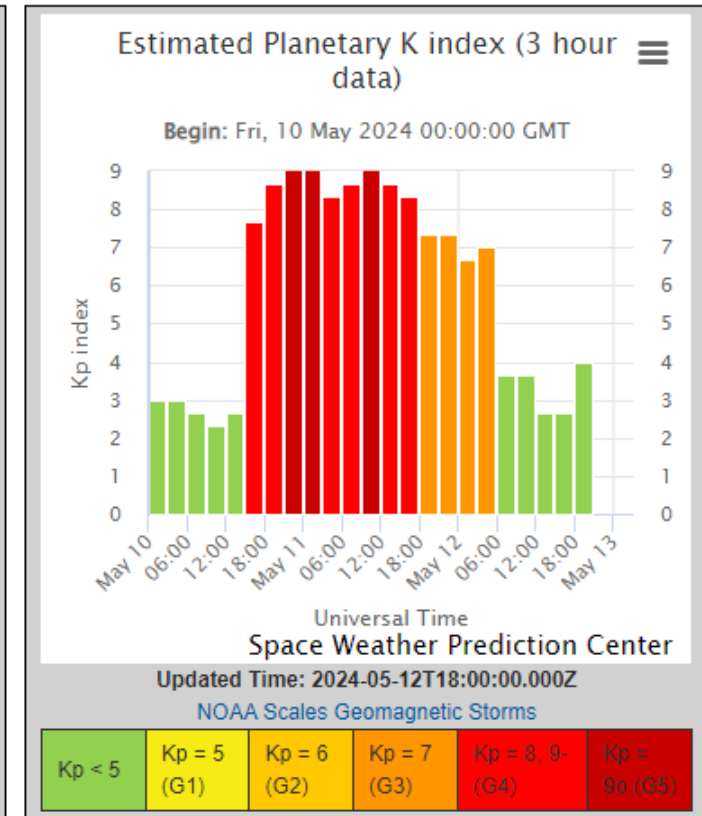 Estimated Planetary K index (3 hour
data)
Begin: Fri, 10 May 2024 00:00:00 GMT
9 9
8 8
7 7
6 6
5 5
4 4
3 3
2 2
1 1
0 0
Kp index
May 10 06:00 12:00 18:00 May 11 06:00 12:00 18:00 May 12 06:00 12:00 18:00 May 13
Universal Time
Space Weather Prediction Center
Updated Time: 2024-05-12T18:00:00.000Z
NOAA Scales Geomagnetic Storms
Kp < 5
Kp = 5
(G1)
Kp = 6
(G2)
Kp = 7
(G3)
Kp = 8, 9-
(G4)
Kp =
9o (G5)